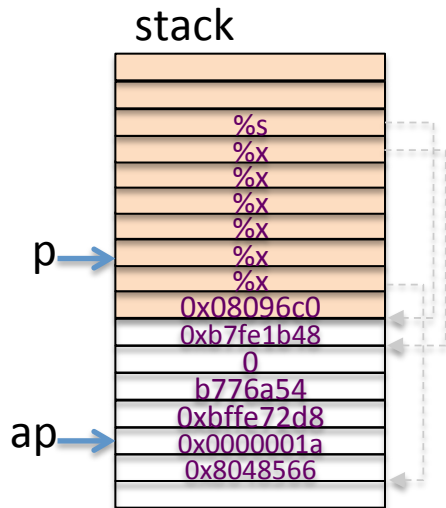 stack
%s
%x
%x
%x
%x
p
%x
%x
0x08096c0
0xb7fe1b48
0
b776a54
0xbffe72d8
ap
0x0000001a
0x8048566